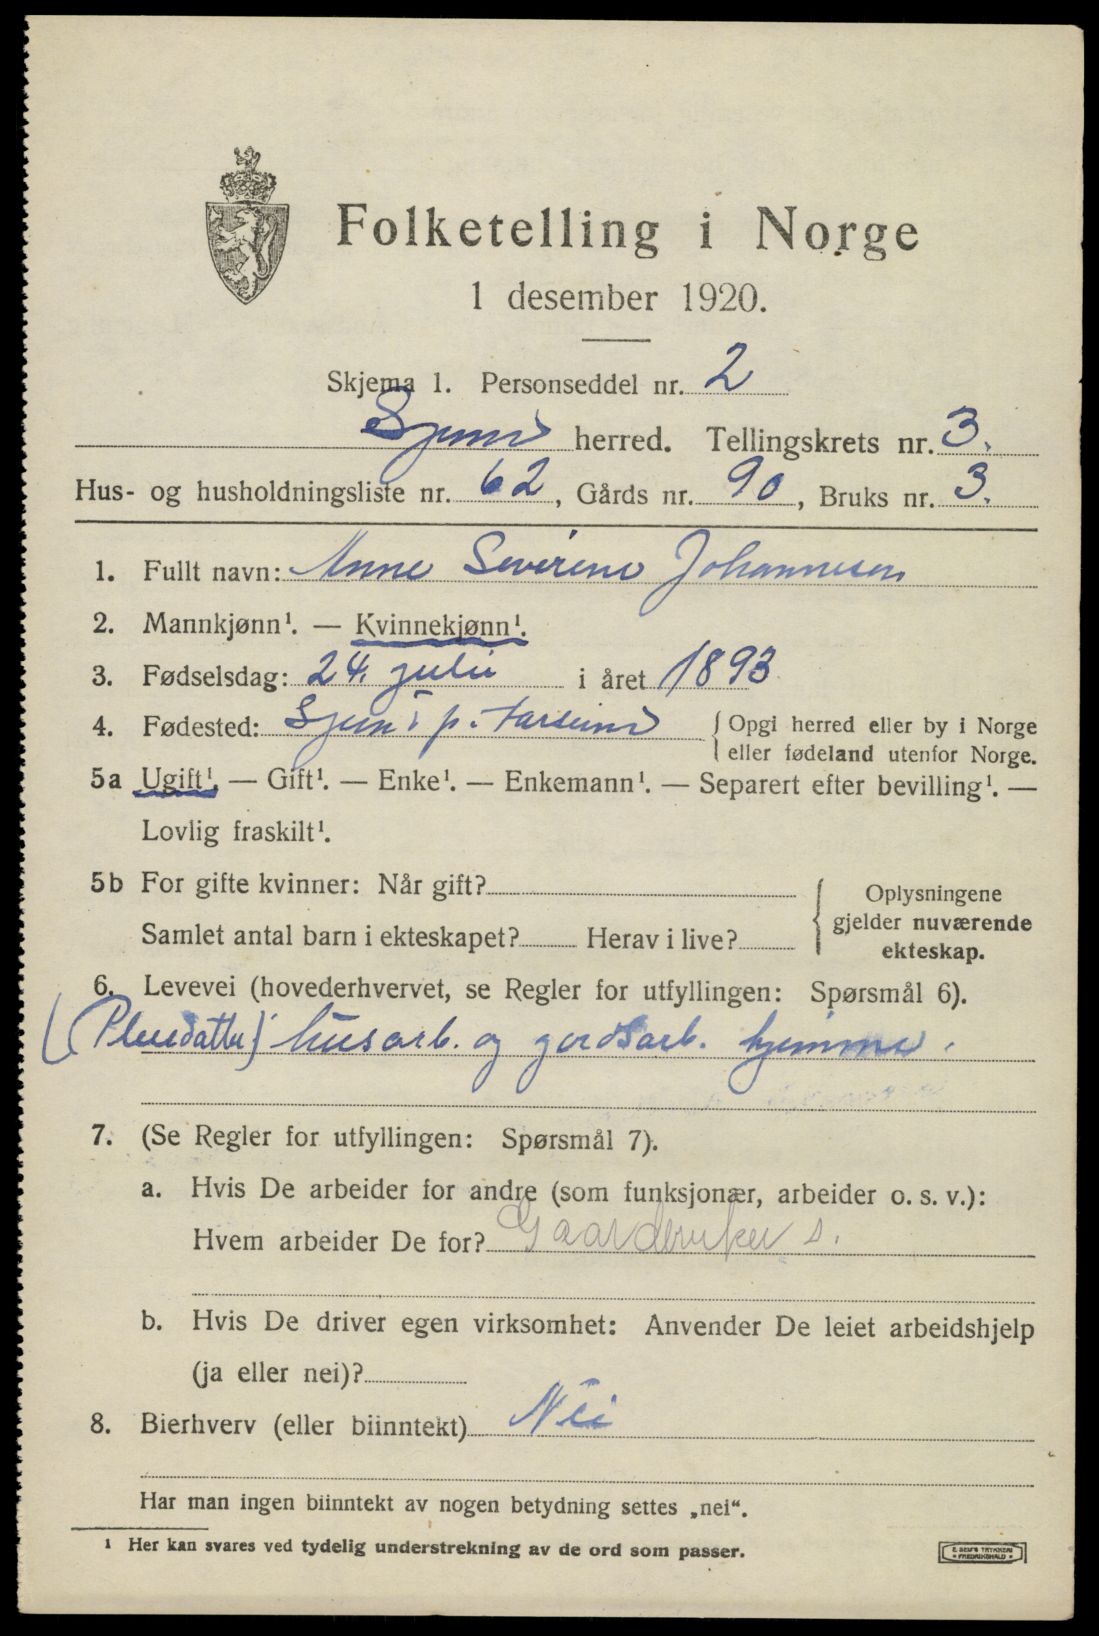 Folketelling i Norge
1 desember 1920.
Skjema 1. Personseddel nr. 2
herred. Tellingskrets nr. 3.
Hus- og husholdningsliste nr. 62, Gårds nr. 90, Bruks nr. 3.
1. Fullt navn: Anne Severine Johannesen
2. Mannkjønn¹. — Kvinnekjønn¹.
3. Fødselsdag: 24. juli i året 1893
4. Fødested: p. Farsund { Opgi herred eller by i Norge
eller fødeland utenfor Norge.
5a Ugift¹. — Gift¹. — Enke¹. — Enkemann¹. — Separert efter bevilling¹. —
Lovlig fraskilt¹.
5b For gifte kvinner: Når gift?
Samlet antal barn i ekteskapet? Herav i live?
{ Oplysningene
gjelder nuværende
ekteskap.
6. Levevei (hovederhvervet, se Regler for utfyllingen: Spørsmål 6).
(Pleiedatter) husarb. og gardsarb. hjemme.
7. (Se Regler for utfyllingen: Spørsmål 7).
a. Hvis De arbeider for andre (som funksjonær, arbeider o. s. v.):
Hvem arbeider De for? Gaardbruker s.
b. Hvis De driver egen virksomhet: Anvender De leiet arbeidshjelp
(ja eller nei)?
8. Bierhverv (eller biinntekt) Nei
Har man ingen biinntekt av nogen betydning settes „nei“.
¹ Her kan svares ved tydelig understrekning av de ord som passer.
E. SEM'S TRYKKERI
• FREDRIKSHALD •